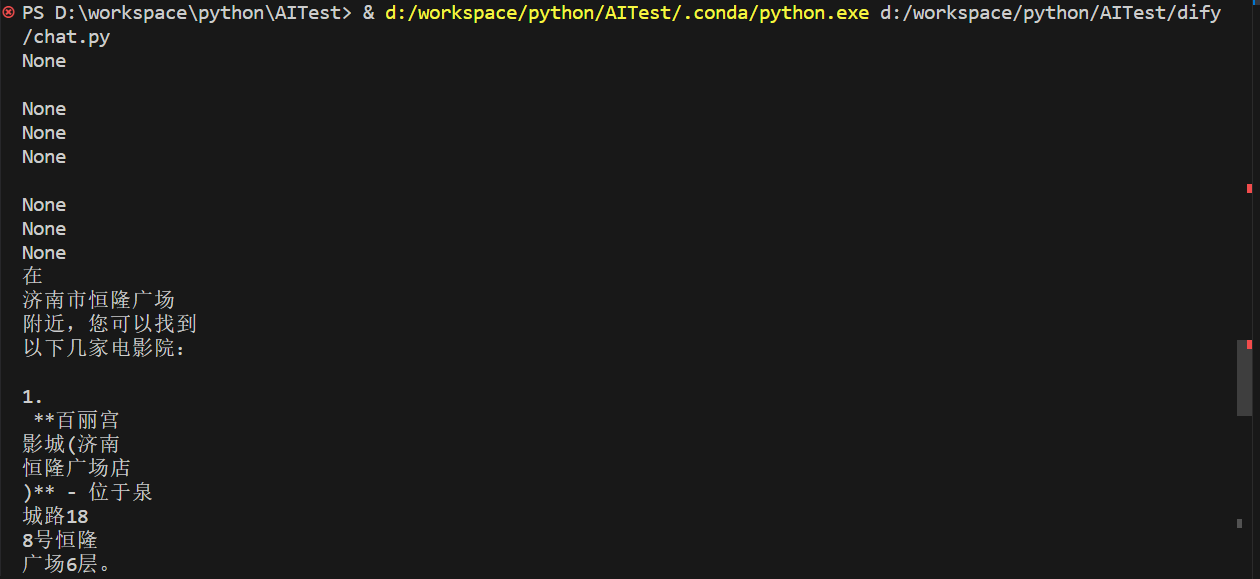 PS D:\workspace\python\AITest> & d:/workspace/python/AITest/.conda/python.exe d:/workspace/python/AITest/dify
/chat.py
None
None
None
None
None
None
None
在
济南市恒隆广场
附近，您可以找到
以下几家电影院：
1.
**百丽宫
影城(济南
恒隆广场店
)** - 位于泉
城路18
8号恒隆
广场6层。